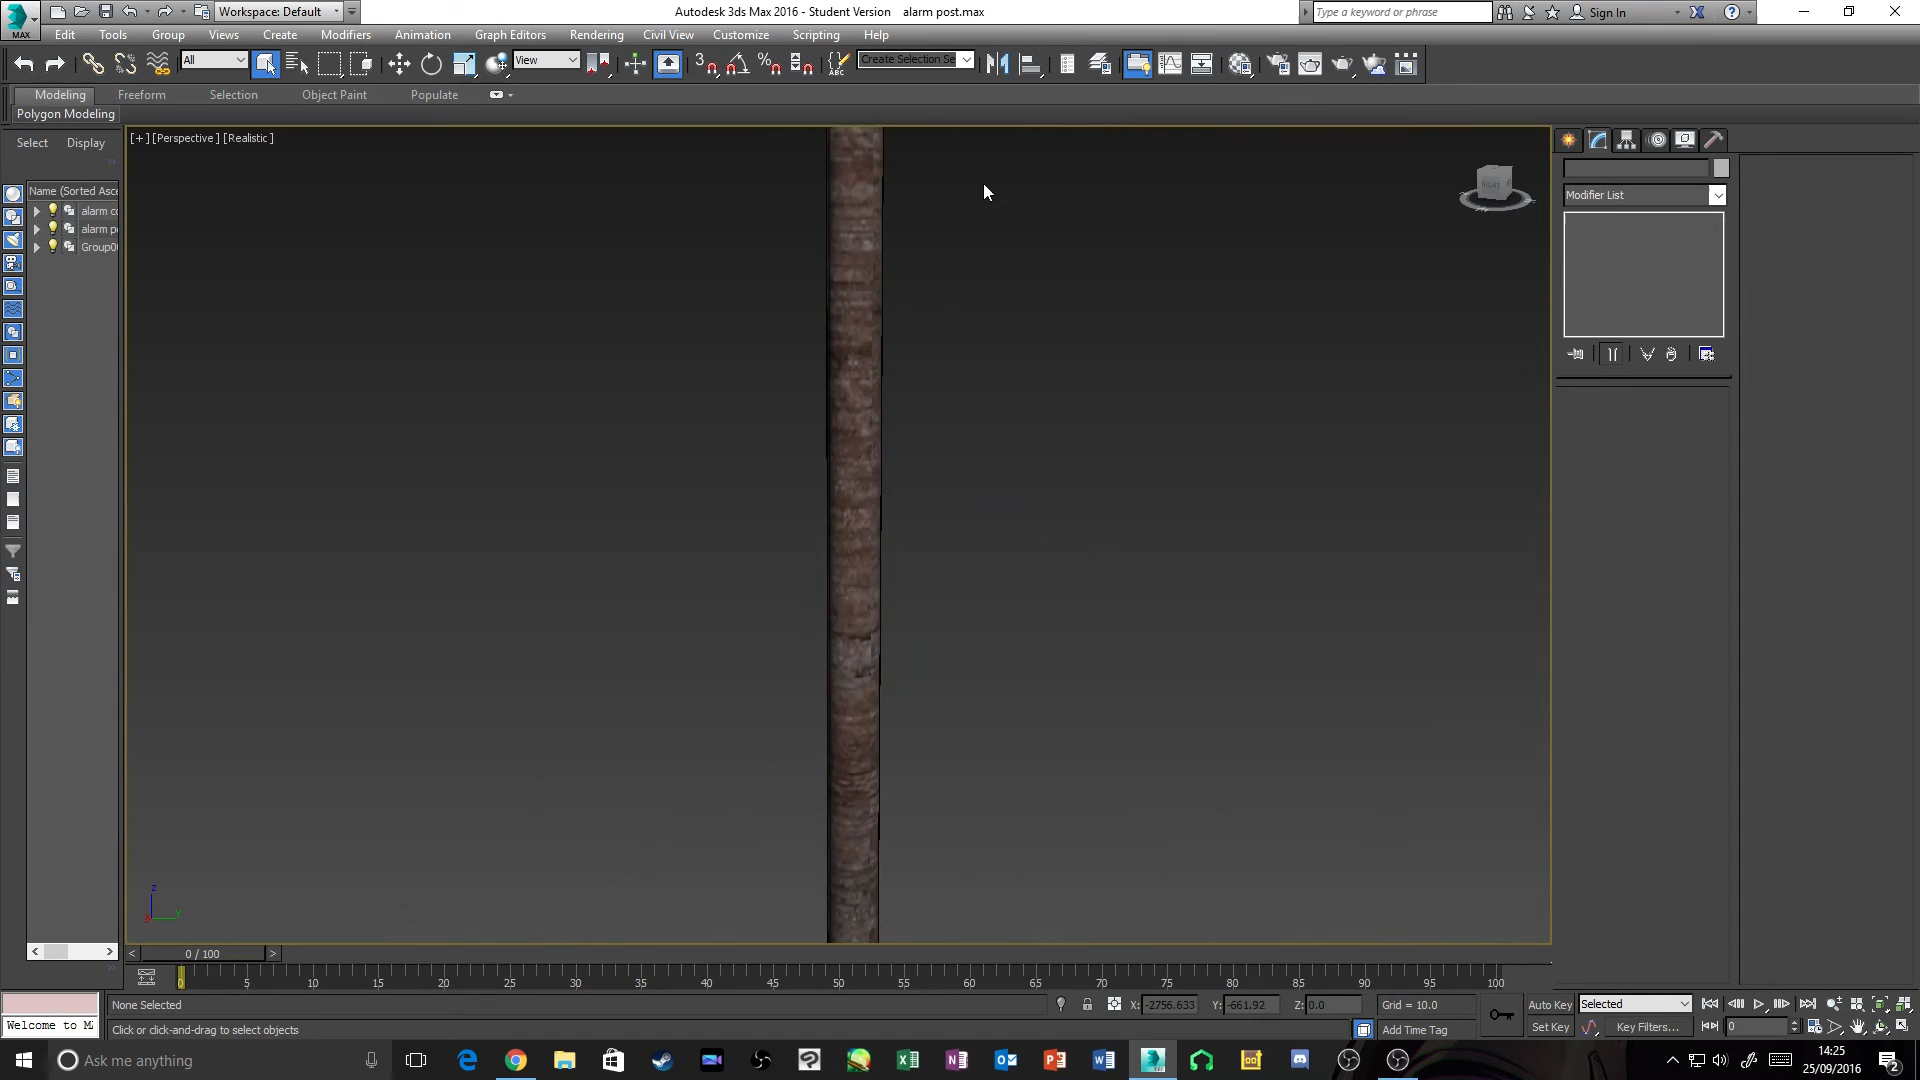 Workspace: Default
Autodesk 3ds Max 2016 - Student Version alarm post.max
Type a keyword or phrase
Sign In
MAX
Edit Tools Group Views Create Modifiers Animation Graph Editors Rendering Civil View Customize Scripting Help
All
View
Create Selection Se
Modeling Freeform Selection Object Paint Populate
Polygon Modeling
Select Display
[+] [Perspective ] [Realistic ]
RIGHT
Name (Sorted Asce
alarm co
alarm po
Group0
Modifier List
z
y
0 / 100
0 5 10 15 20 25 30 35 40 45 50 55 60 65 70 75 80 85 90 95 100
None Selected
X: -2756.633 Y: -661.92 Z: 0.0
Grid = 10.0
Auto Key
Selected
Welcome to M
Click or click-and-drag to select objects
Add Time Tag
Set Key
Key Filters...
0
Ask me anything
14:25
25/09/2016
2